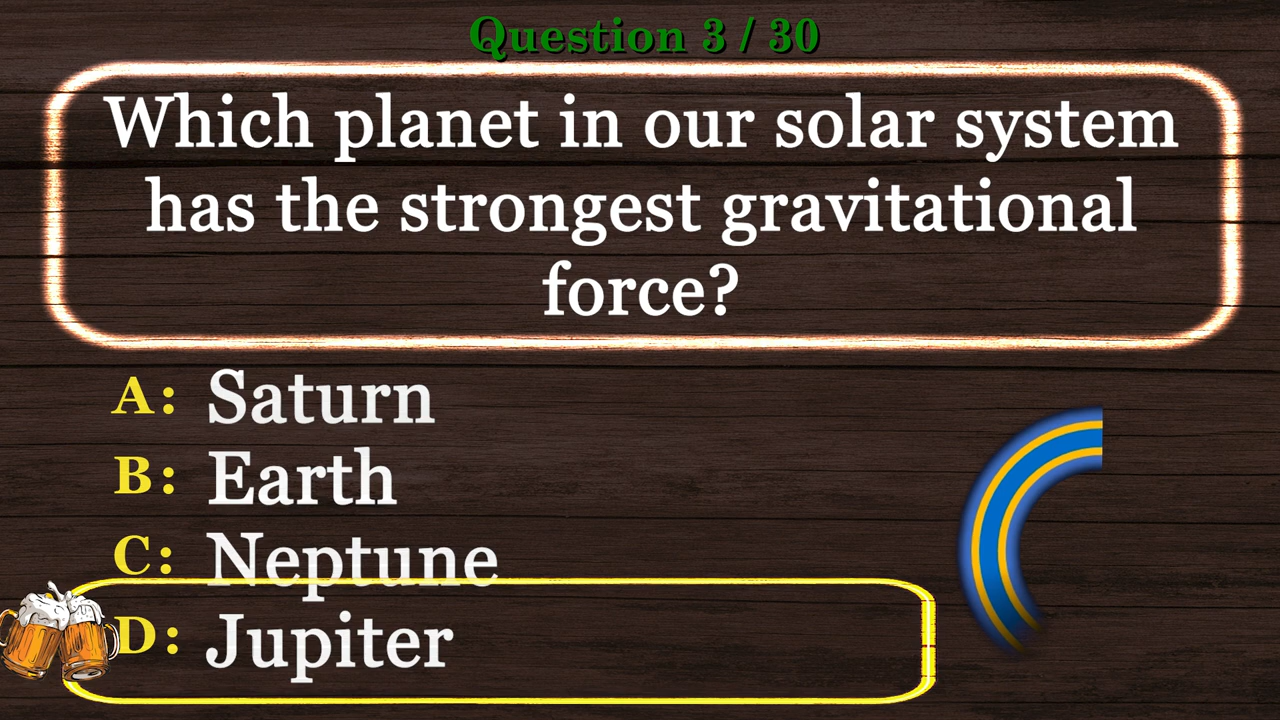 Question 3 / 30
Which planet in our solar system
has the strongest gravitational
force?
A: Saturn
B: Earth
C: Neptune
D: Jupiter